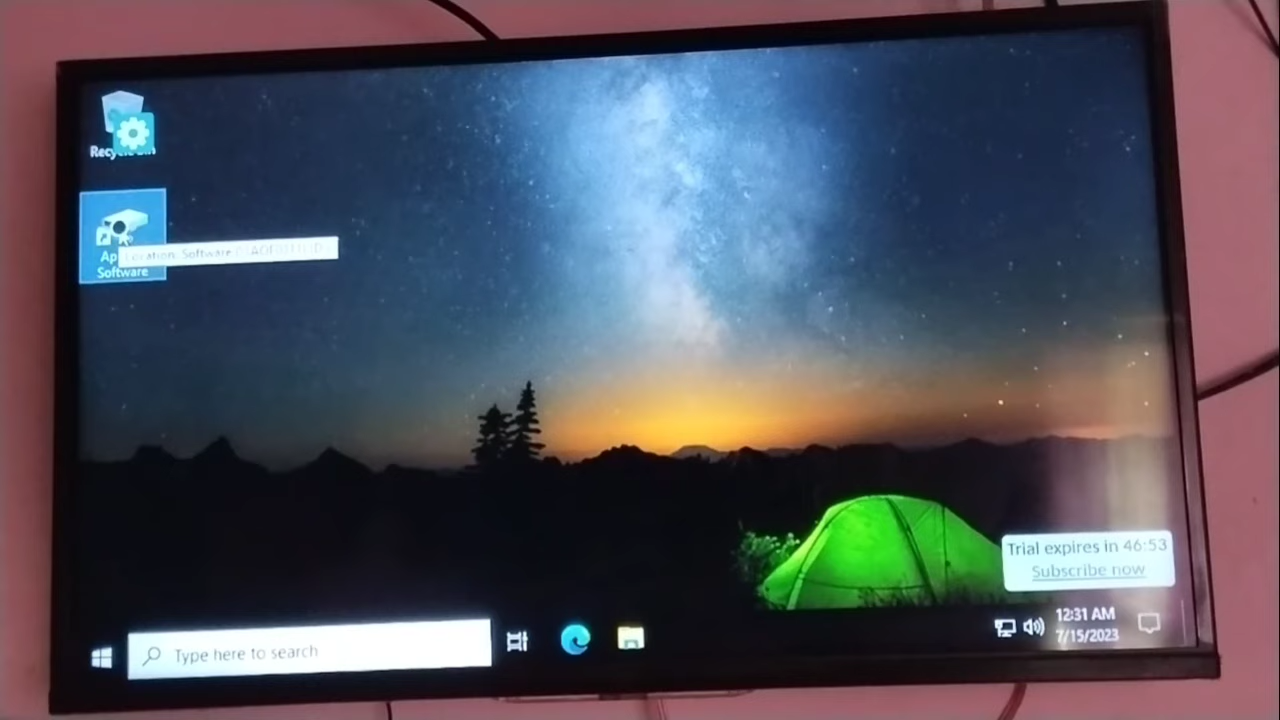 Recycle Bin
Location: Software
Software
Trial expires in 46:53
Subscribe now
Type here to search
12:31 AM
7/15/2023